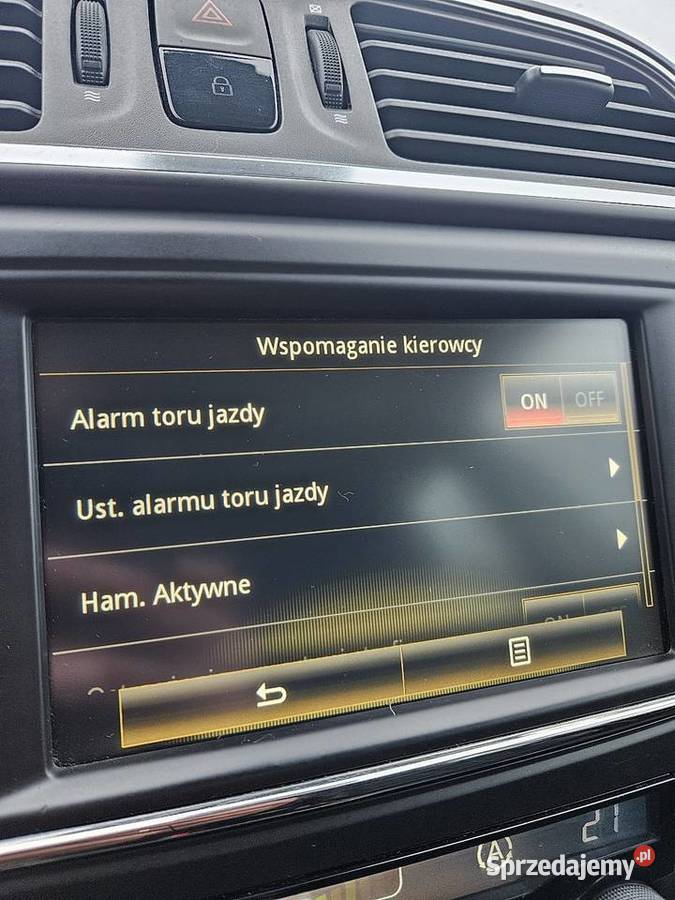 Wspomaganie kierowcy
Alarm toru jazdy
ON OFF
Ust. alarmu toru jazdy
Ham. Aktywne
21
A
Sprzedajemy.pl